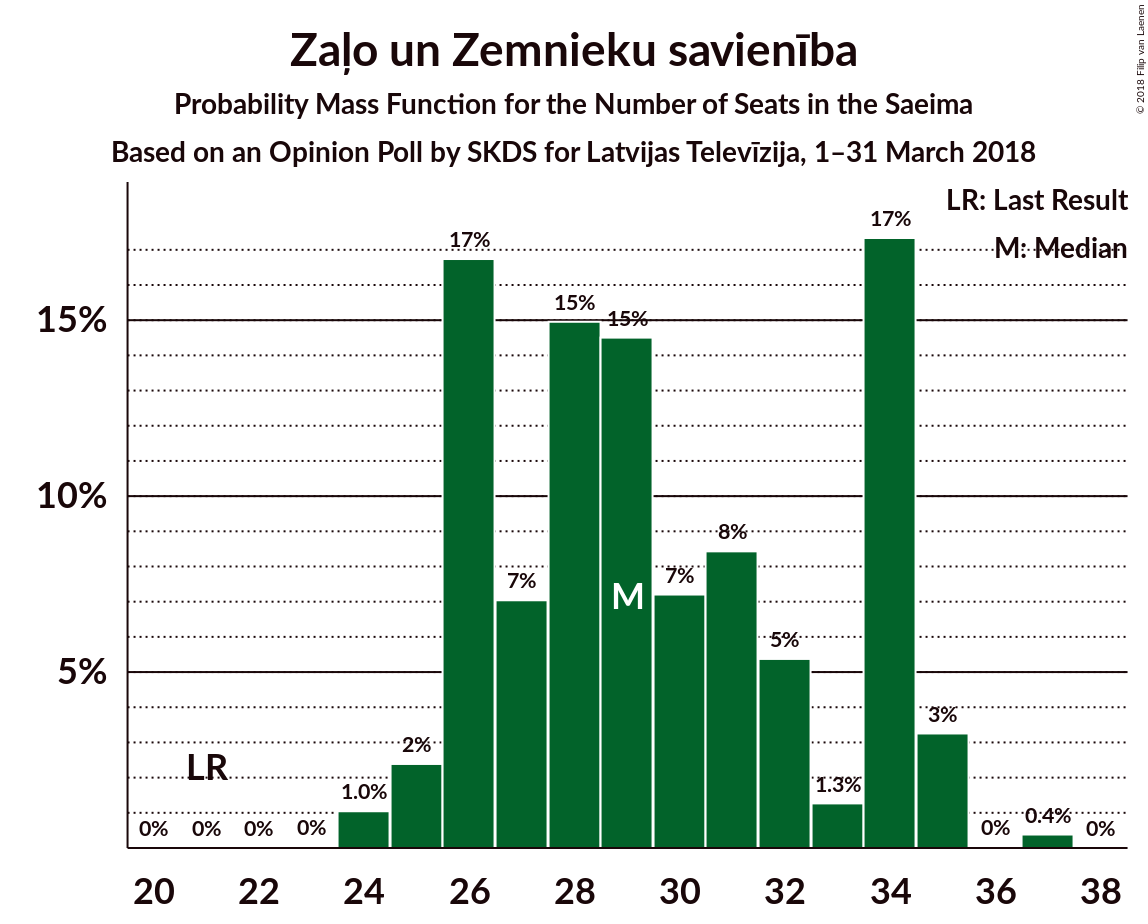 Zaļo un Zemnieku savienība
Probability Mass Function for the Number of Seats in the Saeima
Based on an Opinion Poll by SKDS for Latvijas Televīzija, 1–31 March 2018
© 2018 Filip van Laenen
LR: Last Result
M: Median
15%
10%
5%
0%
0%
0%
0%
1.0%
2%
17%
7%
15%
15%
7%
8%
5%
1.3%
17%
3%
0%
0.4%
0%
LR
M
20 22 24 26 28 30 32 34 36 38